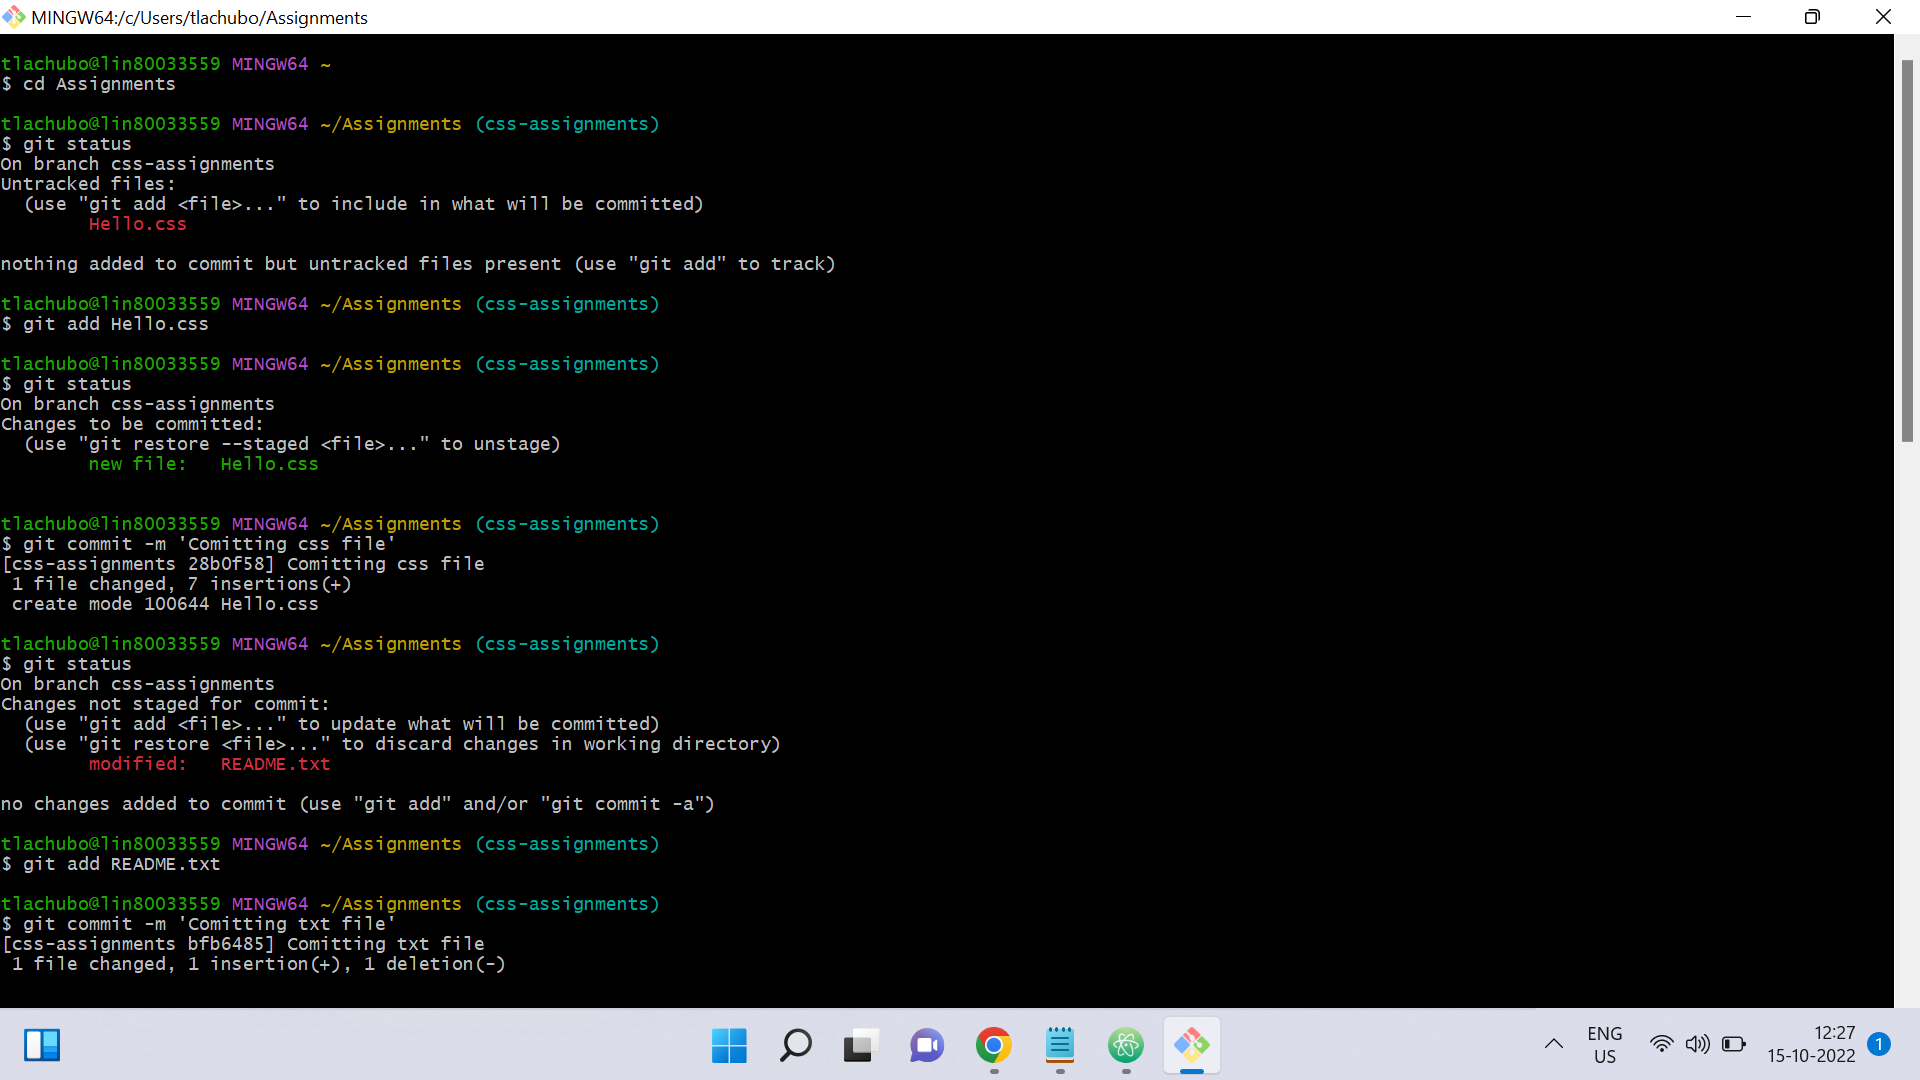 MINGW64:/c/Users/tlachubo/Assignments
tlachubo@lin80033559 MINGW64 ~
$ cd Assignments
tlachubo@lin80033559 MINGW64 ~/Assignments (css-assignments)
$ git status
On branch css-assignments
Untracked files:
  (use "git add <file>..." to include in what will be committed)
        Hello.css
nothing added to commit but untracked files present (use "git add" to track)
tlachubo@lin80033559 MINGW64 ~/Assignments (css-assignments)
$ git add Hello.css
tlachubo@lin80033559 MINGW64 ~/Assignments (css-assignments)
$ git status
On branch css-assignments
Changes to be committed:
  (use "git restore --staged <file>..." to unstage)
        new file:   Hello.css
tlachubo@lin80033559 MINGW64 ~/Assignments (css-assignments)
$ git commit -m 'Comitting css file'
[css-assignments 28b0f58] Comitting css file
 1 file changed, 7 insertions(+)
 create mode 100644 Hello.css
tlachubo@lin80033559 MINGW64 ~/Assignments (css-assignments)
$ git status
On branch css-assignments
Changes not staged for commit:
  (use "git add <file>..." to update what will be committed)
  (use "git restore <file>..." to discard changes in working directory)
        modified:   README.txt
no changes added to commit (use "git add" and/or "git commit -a")
tlachubo@lin80033559 MINGW64 ~/Assignments (css-assignments)
$ git add README.txt
tlachubo@lin80033559 MINGW64 ~/Assignments (css-assignments)
$ git commit -m 'Comitting txt file'
[css-assignments bfb6485] Comitting txt file
 1 file changed, 1 insertion(+), 1 deletion(-)
ENG
US
12:27
15-10-2022
1